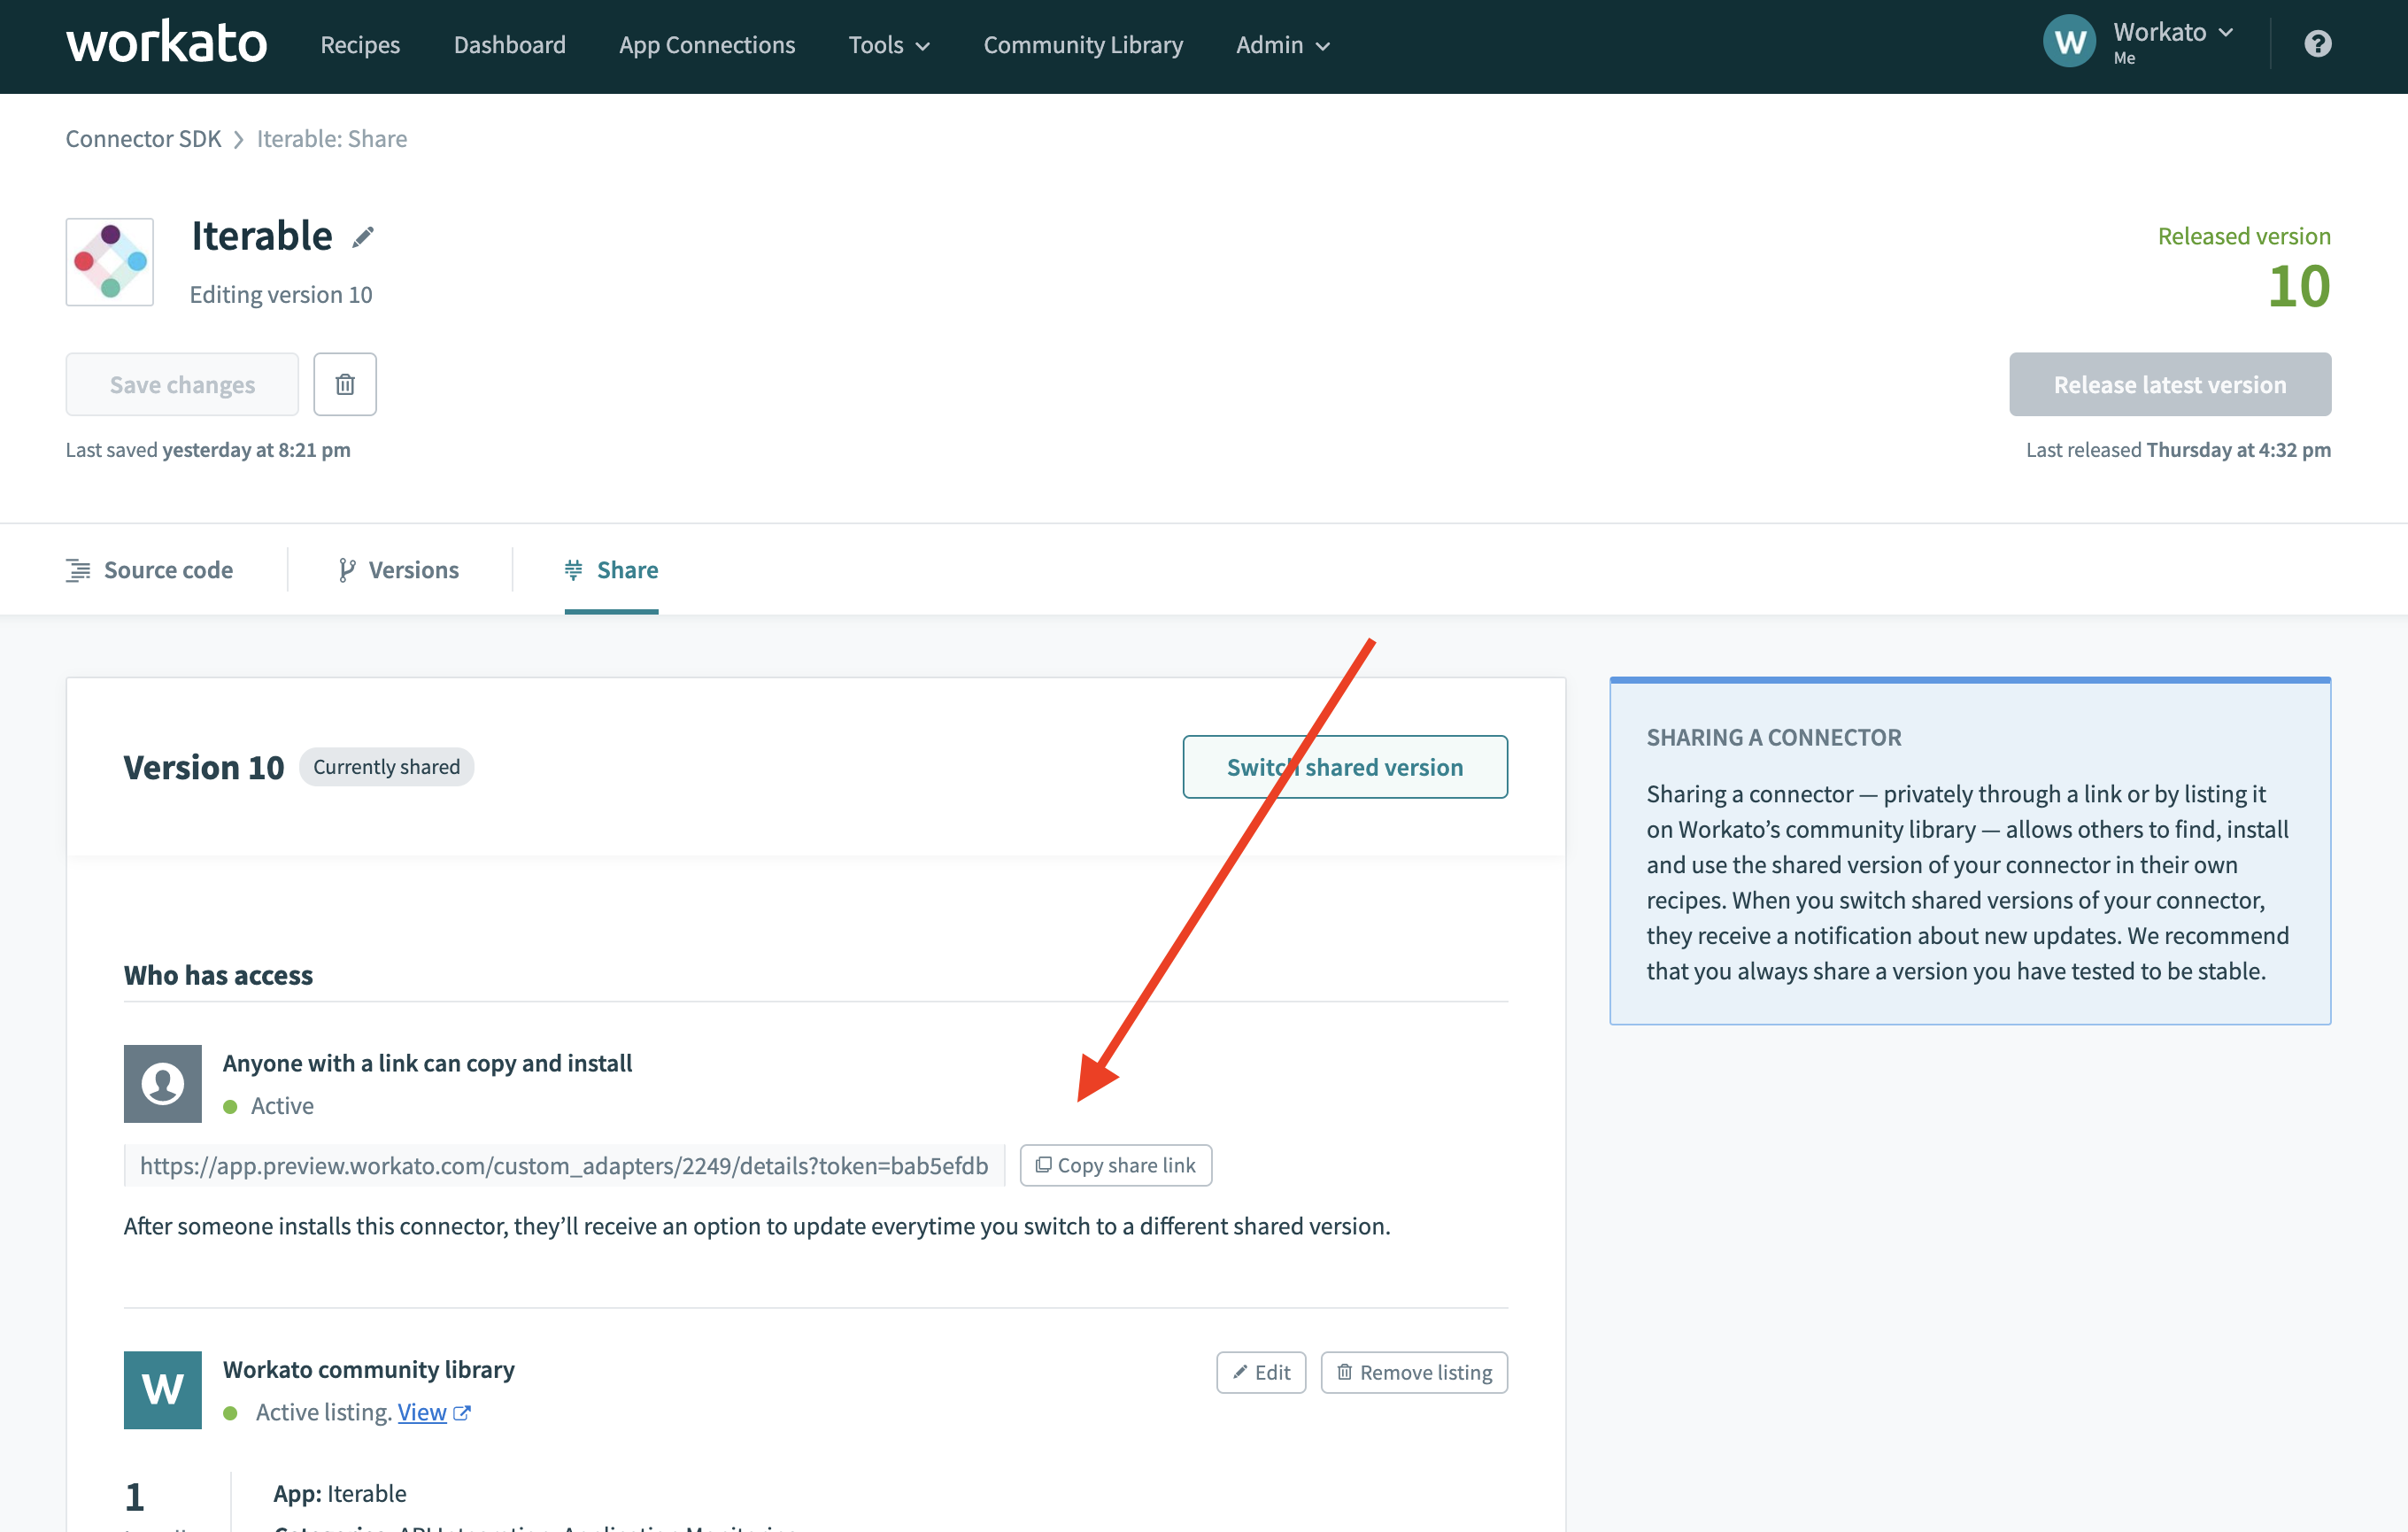 workato
Recipes
Dashboard
App Connections
Tools
Community Library
Admin
W
Workato
Me
?
Connector SDK > Iterable: Share
Iterable
Editing version 10
Released version
10
Save changes
Release latest version
Last saved yesterday at 8:21 pm
Last released Thursday at 4:32 pm
Source code
Versions
Share
Version 10
Currently shared
Switch shared version
Who has access
Anyone with a link can copy and install
Active
https://app.preview.workato.com/custom_adapters/2249/details?token=bab5efdb
Copy share link
After someone installs this connector, they’ll receive an option to update everytime you switch to a different shared version.
W
Workato community library
Active listing. View
Edit
Remove listing
1
App: Iterable
Categories: API Integration, Application Monitoring
SHARING A CONNECTOR
Sharing a connector — privately through a link or by listing it
on Workato’s community library — allows others to find, install
and use the shared version of your connector in their own
recipes. When you switch shared versions of your connector,
they receive a notification about new updates. We recommend
that you always share a version you have tested to be stable.